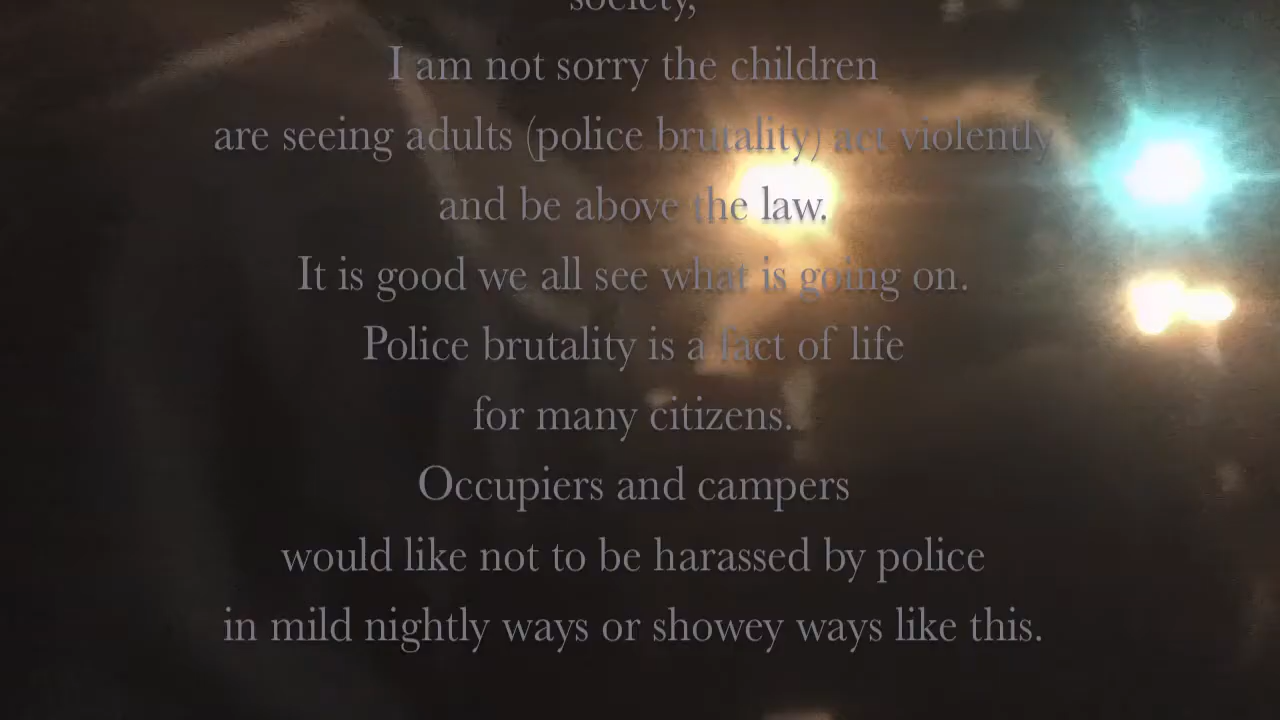 society,
I am not sorry the children
are seeing adults (police brutality) act violently
and be above the law.
It is good we all see what is going on.
Police brutality is a fact of life
for many citizens.
Occupiers and campers
would like not to be harassed by police
in mild nightly ways or showey ways like this.